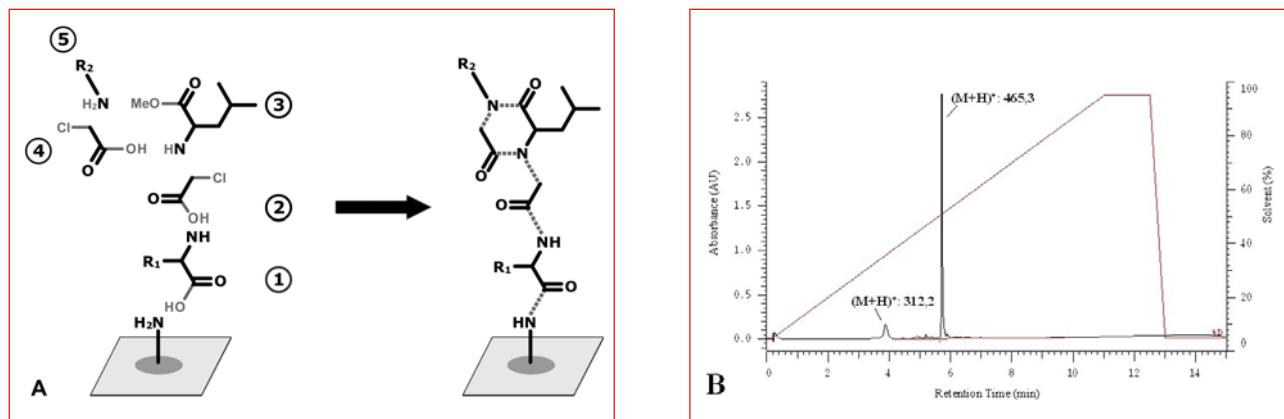 ⑤
R₂
H₂N
MeO
O
③
Cl
④
O
OH
HN
Cl
O
②
OH
NH
R₁
O
①
HO
H₂N
A
R₂
N
O
N
O
O
NH
R₁
O
HN
(M+H)⁺: 465,3
(M+H)⁺: 312,2
Absorbance (AU)
2.5
2.0
1.5
1.0
0.5
0.0
100
80
60
40
20
0
Solvent (%)
0
2
4
6
8
10
12
14
Retention Time (min)
B